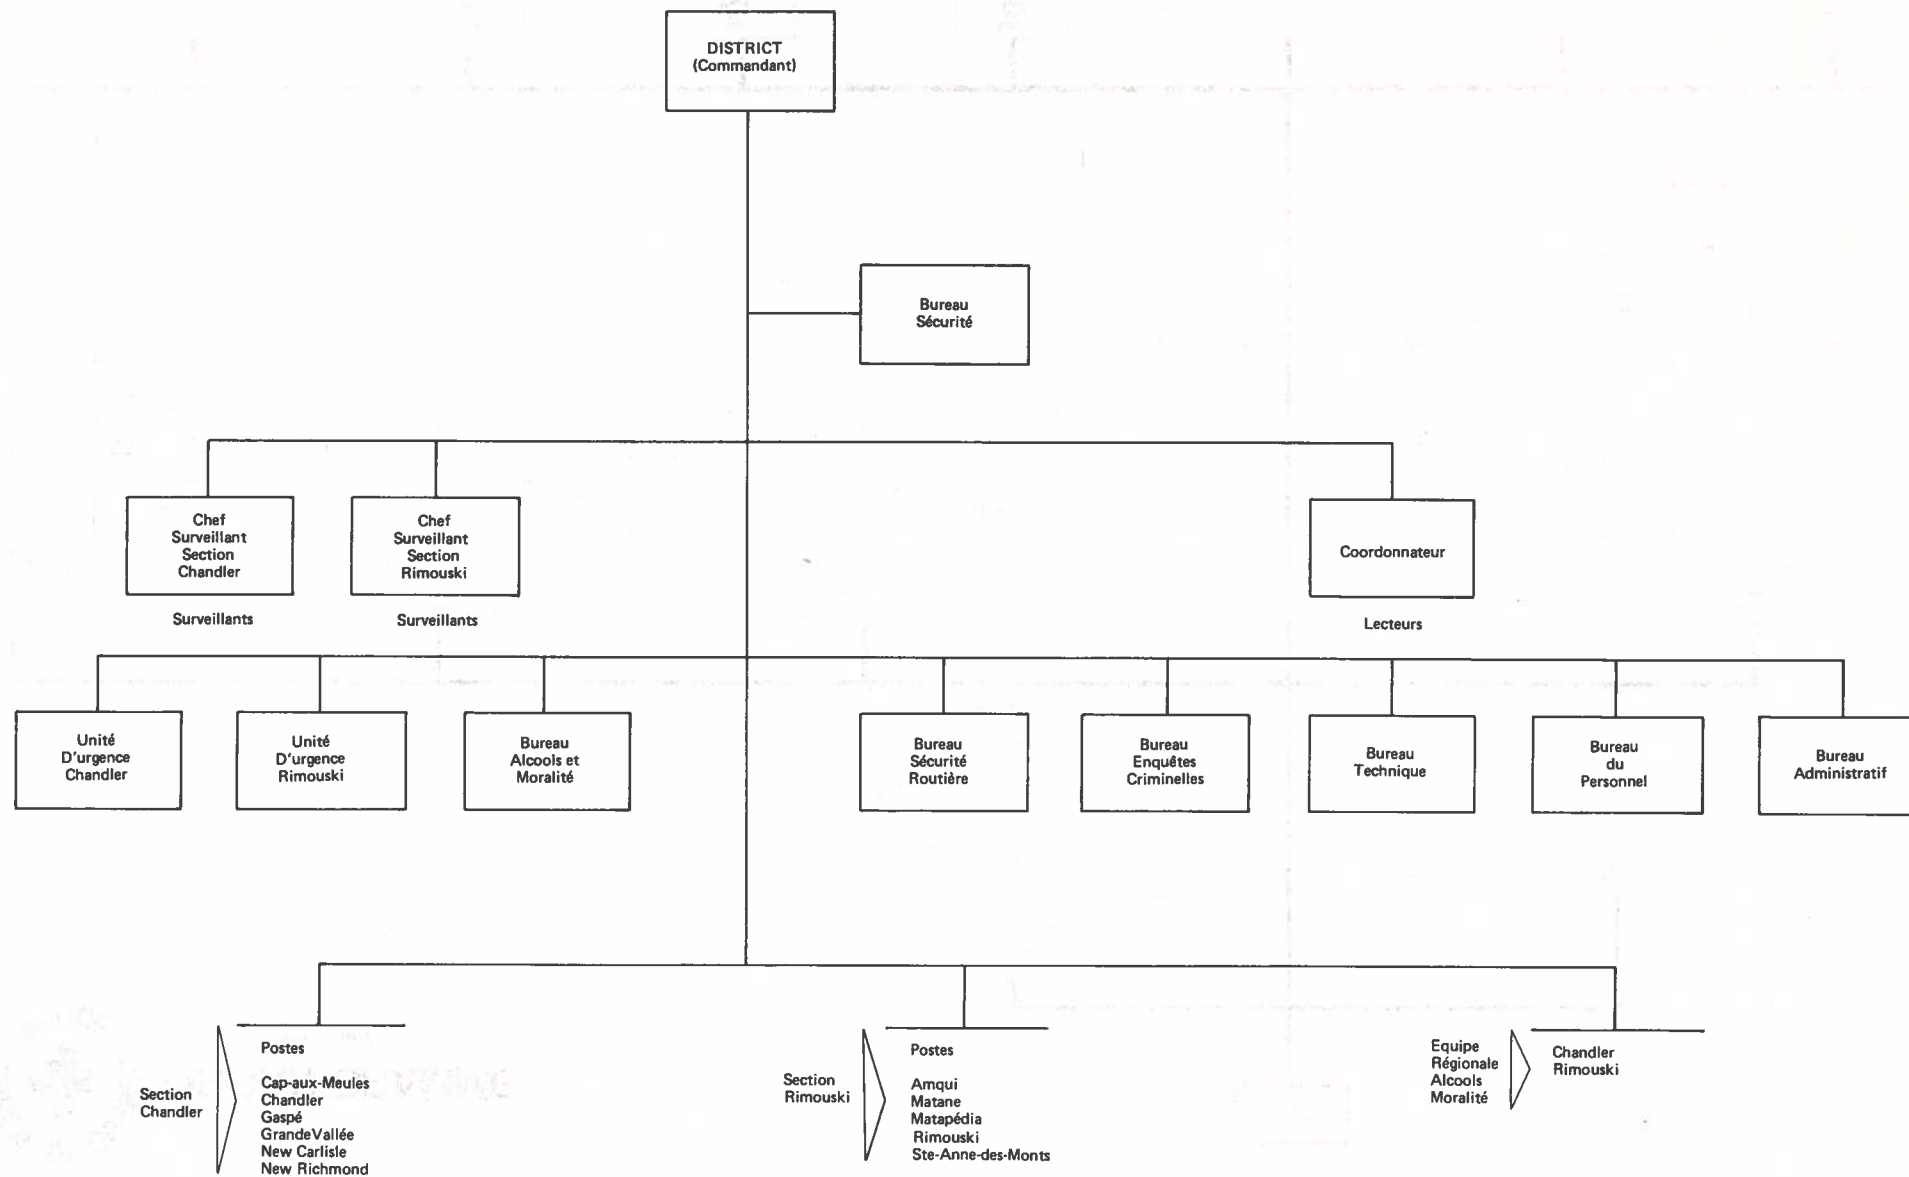 DISTRICT
(Commandant)
Bureau
Sécurité
Chef
Surveillant
Section
Chandler
Surveillants
Chef
Surveillant
Section
Rimouski
Surveillants
Coordonnateur
Lecteurs
Unité
D'urgence
Chandler
Unité
D'urgence
Rimouski
Bureau
Alcools et
Moralité
Bureau
Sécurité
Routière
Bureau
Enquêtes
Criminelles
Bureau
Technique
Bureau
du
Personnel
Bureau
Administratif
Section
Chandler
Postes
Cap-aux-Meules
Chandler
Gaspé
GrandeVallée
New Carlisle
New Richmond
Section
Rimouski
Postes
Amqui
Matane
Matapédia
Rimouski
Ste-Anne-des-Monts
Equipe
Régionale
Alcools
Moralité
Chandler
Rimouski